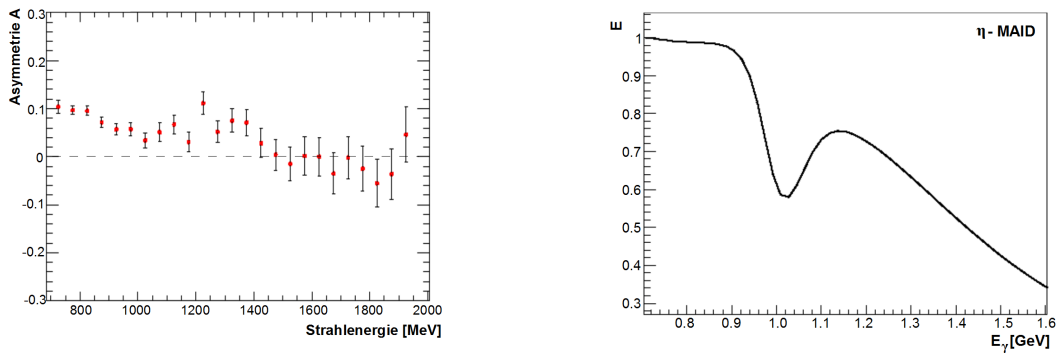 Asymmetrie A
0.3
0.2
0.1
0
-0.1
-0.2
-0.3
800 1000 1200 1400 1600 1800 2000
Strahlenergie [MeV]
E
η - MAID
1
0.9
0.8
0.7
0.6
0.5
0.4
0.3
0.8 0.9 1.0 1.1 1.2 1.3 1.4 1.5 1.6
Eγ [GeV]